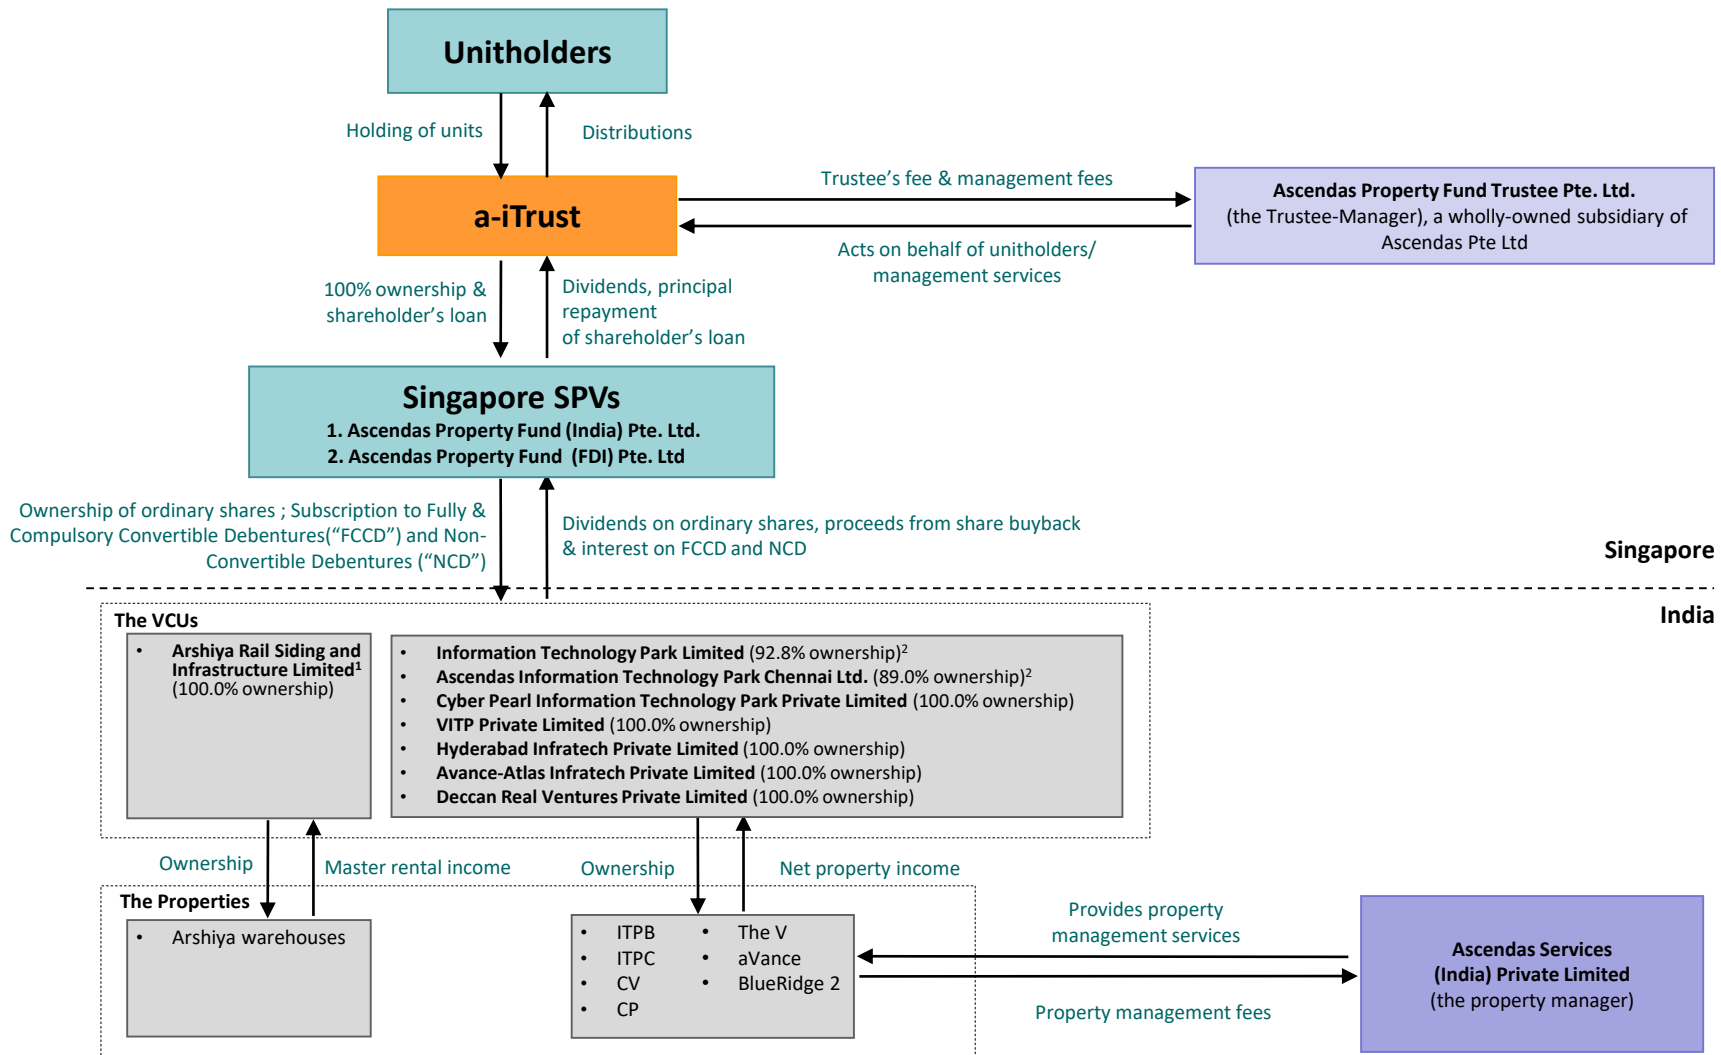 Unitholders
Holding of units
Distributions
a-iTrust
Trustee’s fee & management fees
Acts on behalf of unitholders/
management services
Ascendas Property Fund Trustee Pte. Ltd.
(the Trustee-Manager), a wholly-owned subsidiary of
Ascendas Pte Ltd
100% ownership &
shareholder’s loan
Dividends, principal
repayment
of shareholder’s loan
Singapore SPVs
1. Ascendas Property Fund (India) Pte. Ltd.
2. Ascendas Property Fund (FDI) Pte. Ltd
Ownership of ordinary shares ; Subscription to Fully &
Compulsory Convertible Debentures(“FCCD”) and Non-
Convertible Debentures (“NCD”)
Dividends on ordinary shares, proceeds from share buyback
& interest on FCCD and NCD
Singapore
India
The VCUs
• Arshiya Rail Siding and
Infrastructure Limited1
(100.0% ownership)
• Information Technology Park Limited (92.8% ownership)2
• Ascendas Information Technology Park Chennai Ltd. (89.0% ownership)2
• Cyber Pearl Information Technology Park Private Limited (100.0% ownership)
• VITP Private Limited (100.0% ownership)
• Hyderabad Infratech Private Limited (100.0% ownership)
• Avance-Atlas Infratech Private Limited (100.0% ownership)
• Deccan Real Ventures Private Limited (100.0% ownership)
Ownership
Master rental income
Ownership
Net property income
The Properties
• Arshiya warehouses
• ITPB
• ITPC
• CV
• CP
• The V
• aVance
• BlueRidge 2
Provides property
management services
Property management fees
Ascendas Services
(India) Private Limited
(the property manager)